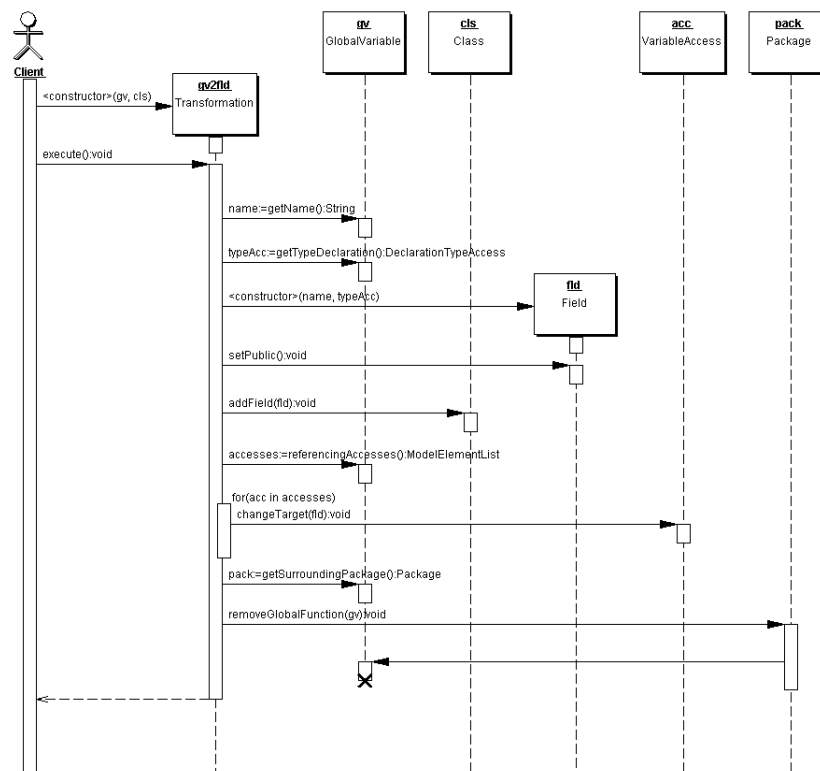 gv
GlobalVariable
cls
Class
acc
VariableAccess
pack
Package
Client
gv2fld
Transformation
<constructor>(gv, cls)
execute():void
name:=getName():String
typeAcc:=getTypeDeclaration():DeclarationTypeAccess
fld
Field
<constructor>(name, typeAcc)
setPublic():void
addField(fld):void
accesses:=referencingAccesses():ModelElementList
for(acc in accesses)
changeTarget(fld):void
pack:=getSurroundingPackage():Package
removeGlobalFunction(gv):void